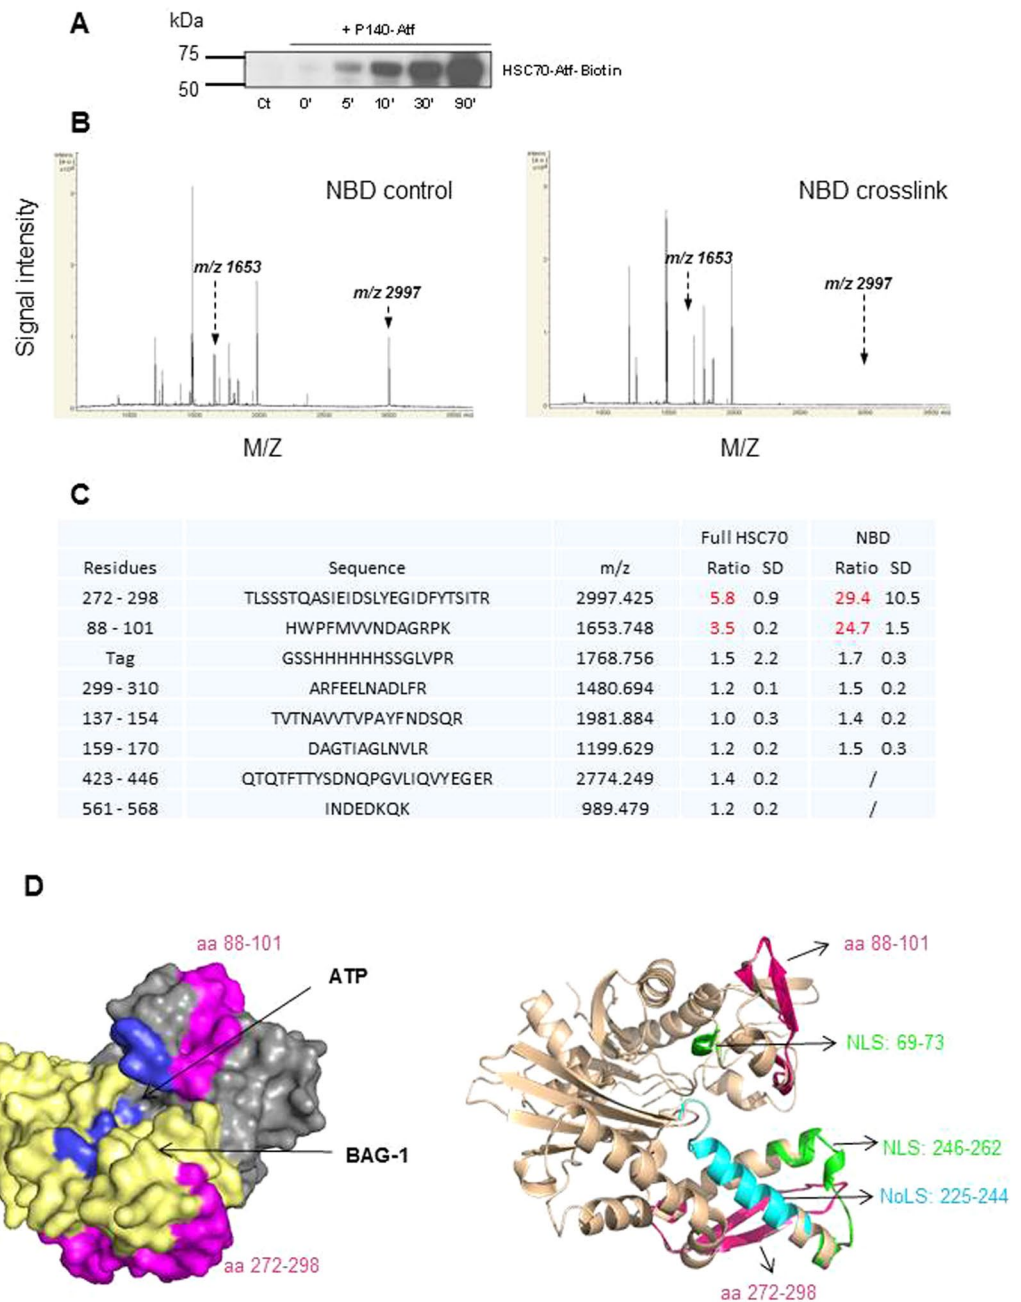 A
kDa
+ P140-Atf
75
50
HSC70-Atf-Biotin
Ct 0' 5' 10' 30' 90'
B
Signal intensity
NBD control
m/z 1653
m/z 2997
1000 2000 3000
M/Z
NBD crosslink
m/z 1653
m/z 2997
1000 2000 3000
M/Z
C
Full HSC70 NBD
Residues Sequence m/z Ratio SD Ratio SD
272 - 298 TLSSSTQASIEIDSLYEGIDFYTSITR 2997.425 5.8 0.9 29.4 10.5
88 - 101 HWPFMVVNDAGRPK 1653.748 3.5 0.2 24.7 1.5
Tag GSSHHHHHHSSGLVPR 1768.756 1.5 2.2 1.7 0.3
299 - 310 ARFEELNADLFR 1480.694 1.2 0.1 1.5 0.2
137 - 154 TVTNAVVTVPAYFNDSQR 1981.884 1.0 0.3 1.4 0.2
159 - 170 DAGTIAGLNVLR 1199.629 1.2 0.2 1.5 0.3
423 - 446 QTQTFTTYSDNQPGVLIQVYEGER 2774.249 1.4 0.2 /
561 - 568 INDEDKQK 989.479 1.2 0.2 /
D
aa 88-101
ATP
BAG-1
aa 272-298
aa 88-101
NLS: 69-73
NLS: 246-262
NoLS: 225-244
aa 272-298